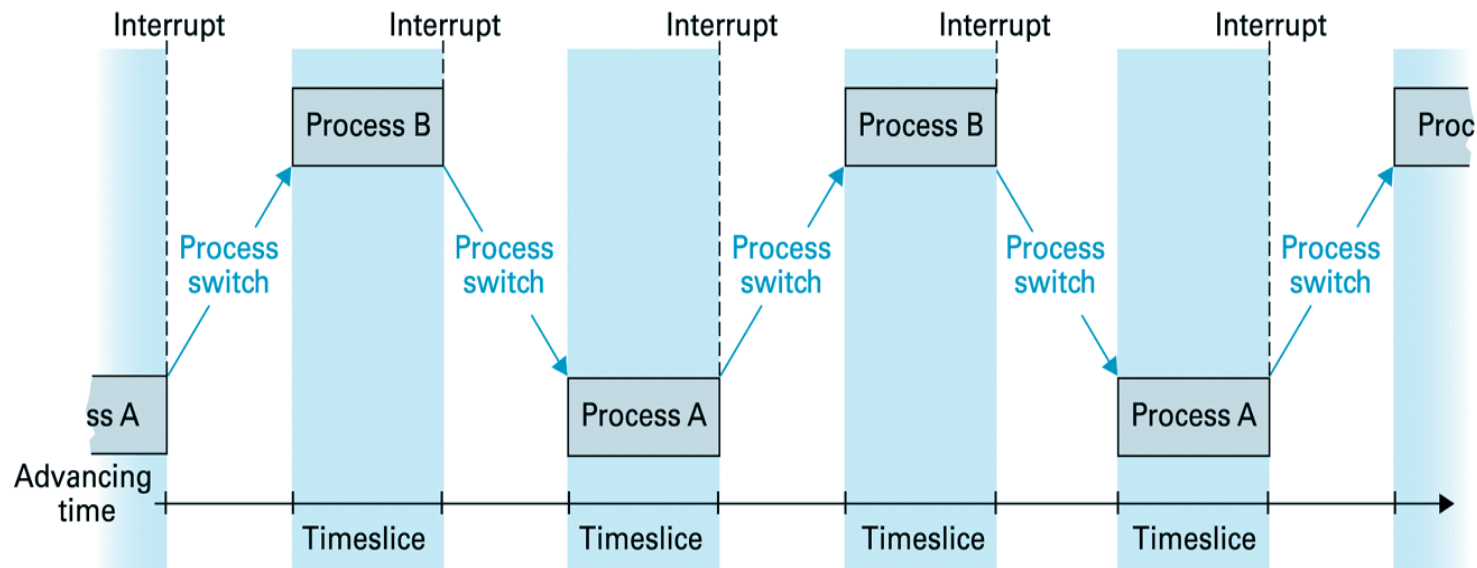 Interrupt Interrupt Interrupt Interrupt Interrupt
Process B Process B Proc
Process Process Process Process Process
switch switch switch switch switch
ss A Process A Process A
Advancing
time
Timeslice Timeslice Timeslice Timeslice